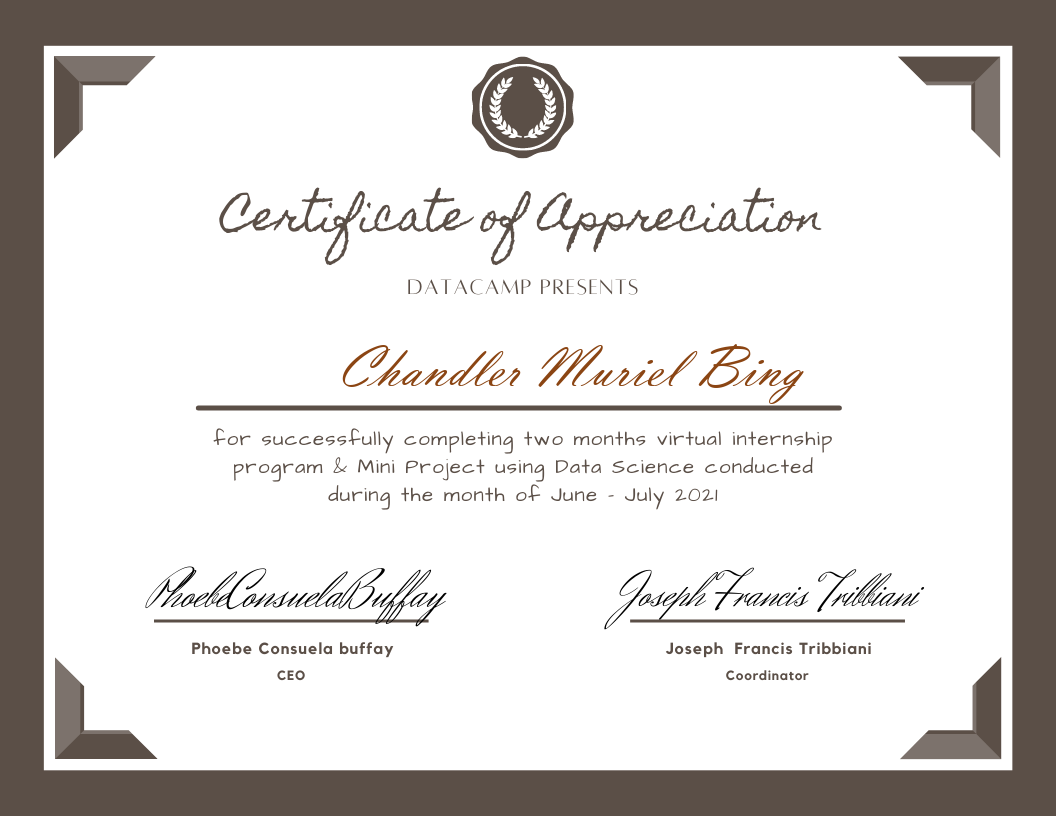 Certificate of Appreciation
DATACAMP PRESENTS
Chandler Muriel Bing
for successfully completing two months virtual internship
program & Mini Project using Data Science conducted
during the month of June - July 2021
PhoebeConsuelaBuffay
Joseph Francis Tribbiani
Phoebe Consuela buffay
Joseph Francis Tribbiani
CEO
Coordinator